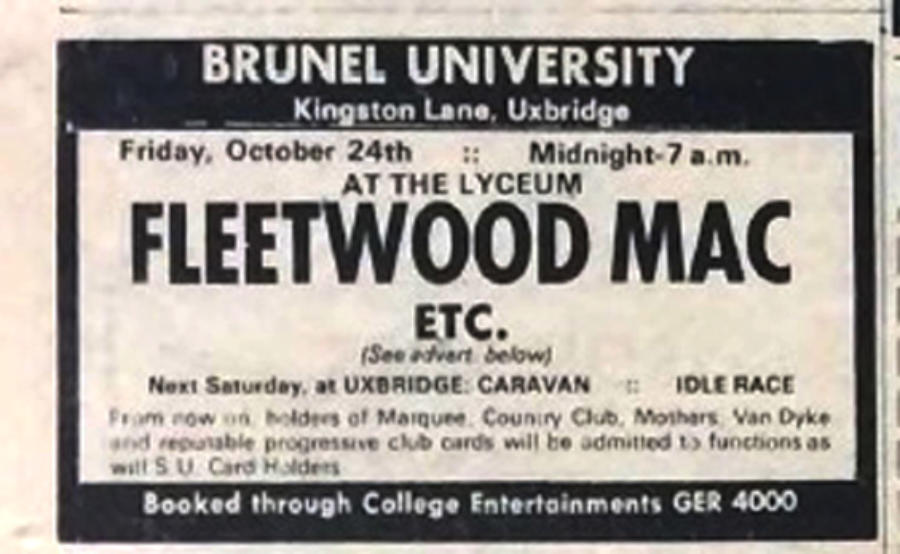 BRUNEL UNIVERSITY
Kingston Lane, Uxbridge
Friday, October 24th :: Midnight-7 a.m.
AT THE LYCEUM
FLEETWOOD MAC
ETC.
(See advert. below)
Next Saturday, at UXBRIDGE: CARAVAN :: IDLE RACE
From now on, holders of Marquee, Country Club, Mothers, Van Dyke
and reputable progressive club cards will be admitted to functions as
will S.U. Card Holders
Booked through College Entertainments GER 4000